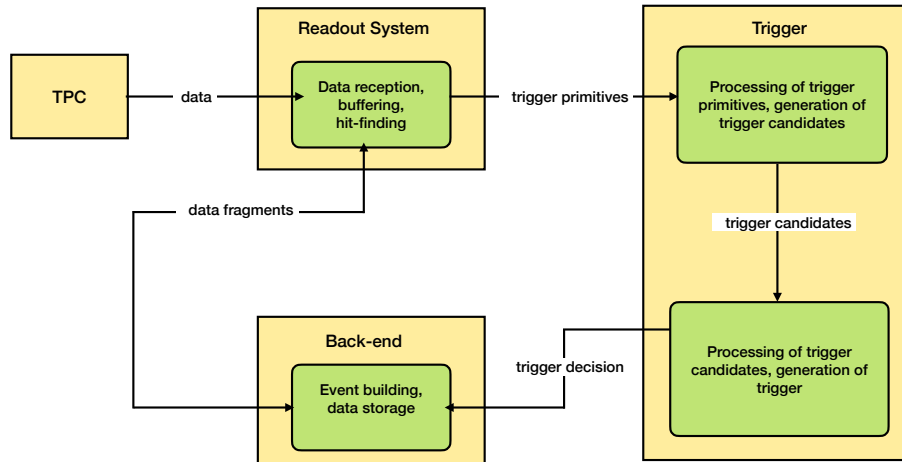 Readout System
Trigger
TPC
data
Data reception,
buffering,
hit-finding
trigger primitives
Processing of trigger
primitives, generation of
trigger candidates
data fragments
trigger candidates
Back-end
Event building,
data storage
trigger decision
Processing of trigger
candidates, generation of
trigger